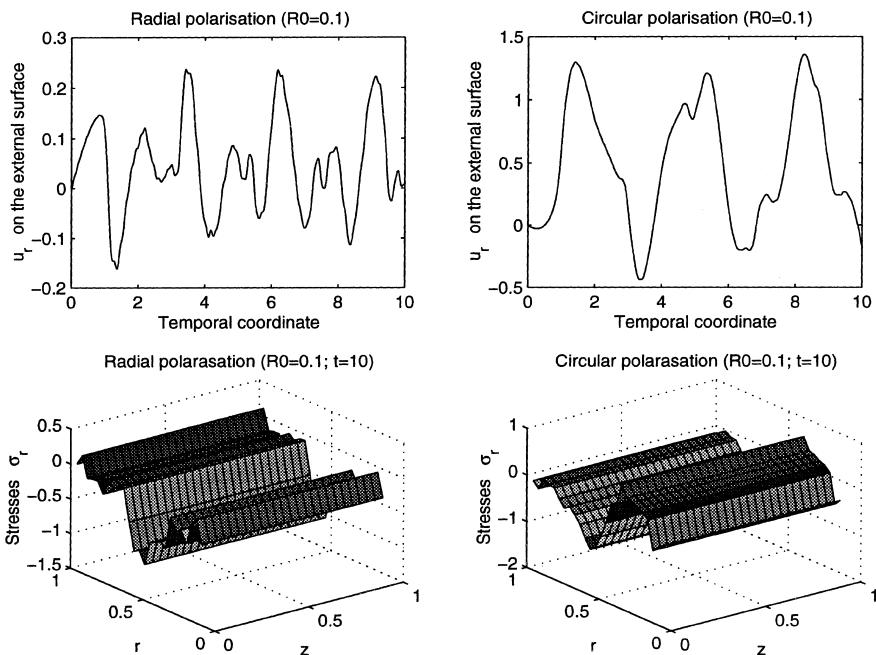 Radial polarisation (R0=0.1)
0.3
0.2
0.1
0
−0.1
−0.2
u_r on the external surface
0 2 4 6 8 10
Temporal coordinate
Circular polarisation (R0=0.1)
1.5
1
0.5
0
−0.5
u_r on the external surface
0 2 4 6 8 10
Temporal coordinate
Radial polarasation (R0=0.1; t=10)
0.5
0
−0.5
−1
−1.5
Stresses σ_r
1
0.5
0
r
0
0.5
1
z
Circular polarasation (R0=0.1; t=10)
1
0
−1
−2
Stresses σ_r
1
0.5
0
r
0
0.5
1
z